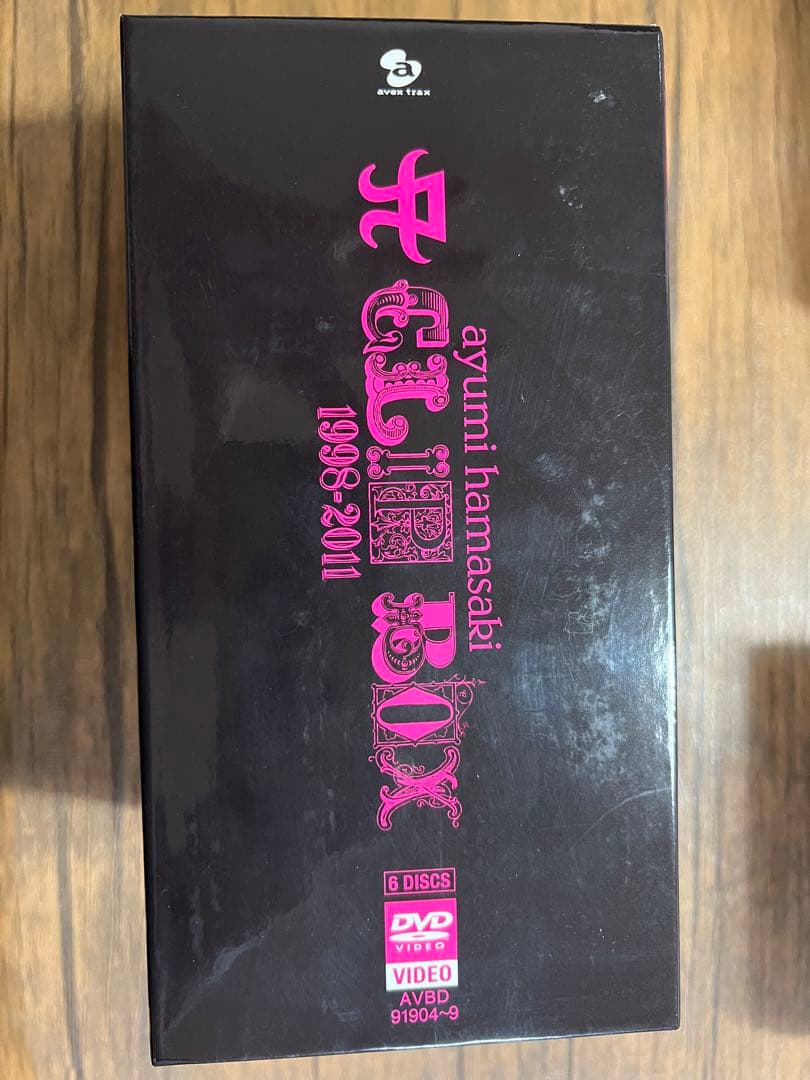 a
avex trax
A
ayumi hamasaki
CLIP BOX
1998-2011
6 DISCS
DVD
VIDEO
VIDEO
AVBD
91904~9